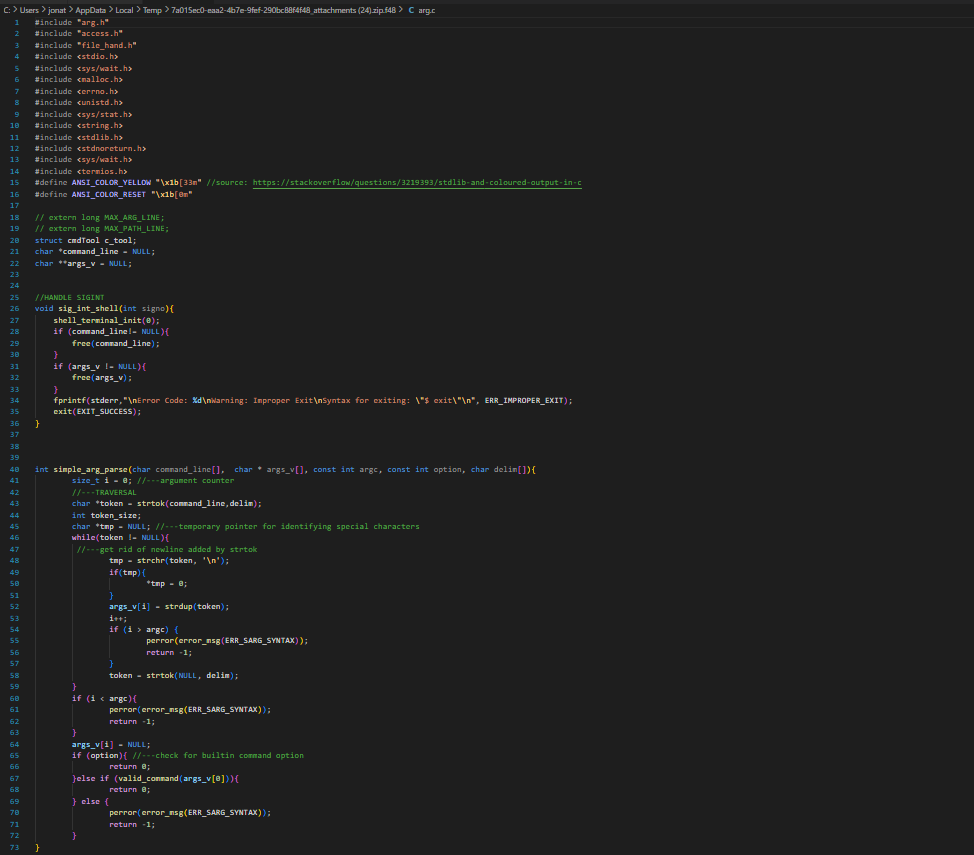 C: > Users > jonat > AppData > Local > Temp > 7a015ec0-eaa2-4b7e-9fef-290bc88f4f48_attachments (24).zip.f48 > C arg.c
1 #include "arg.h"
2 #include "access.h"
3 #include "file_hand.h"
4 #include <stdio.h>
5 #include <sys/wait.h>
6 #include <malloc.h>
7 #include <errno.h>
8 #include <unistd.h>
9 #include <sys/stat.h>
10 #include <string.h>
11 #include <stdlib.h>
12 #include <stdnoreturn.h>
13 #include <sys/wait.h>
14 #include <termios.h>
15 #define ANSI_COLOR_YELLOW "\x1b[33m" //source: https://stackoverflow/questions/3219393/stdlib-and-coloured-output-in-c
16 #define ANSI_COLOR_RESET "\x1b[0m"
17
18 // extern long MAX_ARG_LINE;
19 // extern long MAX_PATH_LINE;
20 struct cmdTool c_tool;
21 char *command_line = NULL;
22 char **args_v = NULL;
23
24
25 //HANDLE SIGINT
26 void sig_int_shell(int signo){
27 shell_terminal_init(0);
28 if (command_line!= NULL){
29 free(command_line);
30 }
31 if (args_v != NULL){
32 free(args_v);
33 }
34 fprintf(stderr,"\nError Code: %d\nWarning: Improper Exit\nSyntax for exiting: \"$ exit\"\n", ERR_IMPROPER_EXIT);
35 exit(EXIT_SUCCESS);
36 }
37
38
39
40 int simple_arg_parse(char command_line[], char * args_v[], const int argc, const int option, char delim[]){
41 size_t i = 0; //---argument counter
42 //---TRAVERSAL
43 char *token = strtok(command_line,delim);
44 int token_size;
45 char *tmp = NULL; //---temporary pointer for identifying special characters
46 while(token != NULL){
47 //---get rid of newline added by strtok
48 tmp = strchr(token, '\n');
49 if(tmp){
50 *tmp = 0;
51 }
52 args_v[i] = strdup(token);
53 i++;
54 if (i > argc) {
55 perror(error_msg(ERR_SARG_SYNTAX));
56 return -1;
57 }
58 token = strtok(NULL, delim);
59 }
60 if (i < argc){
61 perror(error_msg(ERR_SARG_SYNTAX));
62 return -1;
63 }
64 args_v[i] = NULL;
65 if (option){ //---check for builtin command option
66 return 0;
67 }else if (valid_command(args_v[0])){
68 return 0;
69 } else {
70 perror(error_msg(ERR_SARG_SYNTAX));
71 return -1;
72 }
73 }